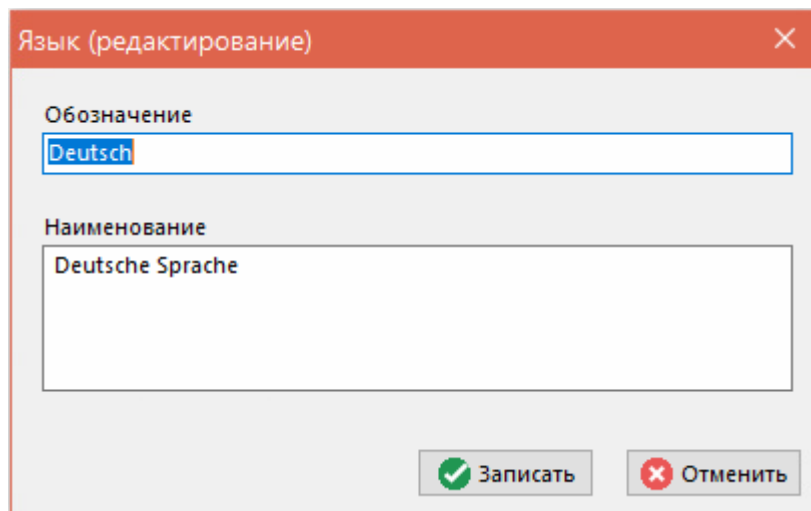 Язык (редактирование)
Обозначение
Deutsch
Наименование
Deutsche Sprache
Записать
Отменить